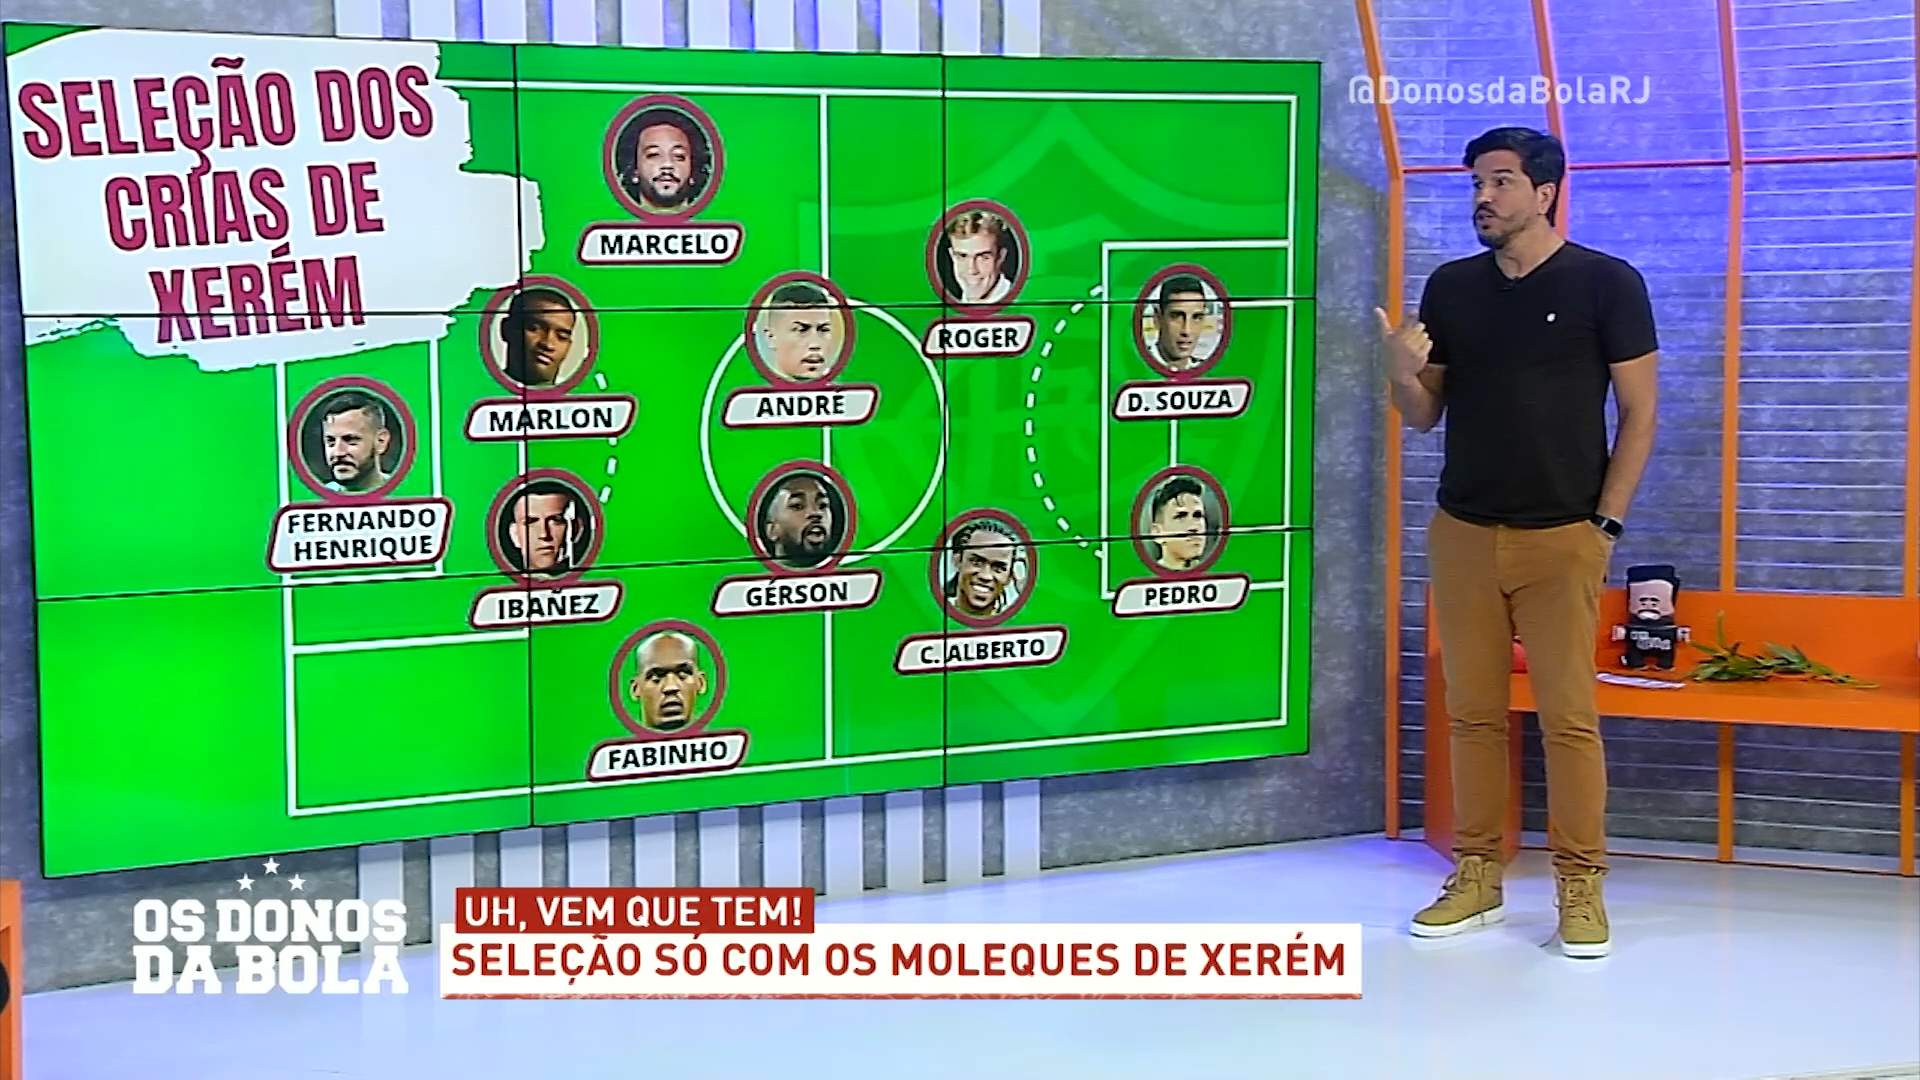 SELEÇÃO DOS
CRIAS DE
XERÉM
@DonosdaBolaRJ
MARCELO
ROGER
MARLON
ANDRÉ
D. SOUZA
FERNANDO
HENRIQUE
IBAÑEZ
GÉRSON
PEDRO
C. ALBERTO
FABINHO
OS DONOS
DA BOLA
UH, VEM QUE TEM!
SELEÇÃO SÓ COM OS MOLEQUES DE XERÉM